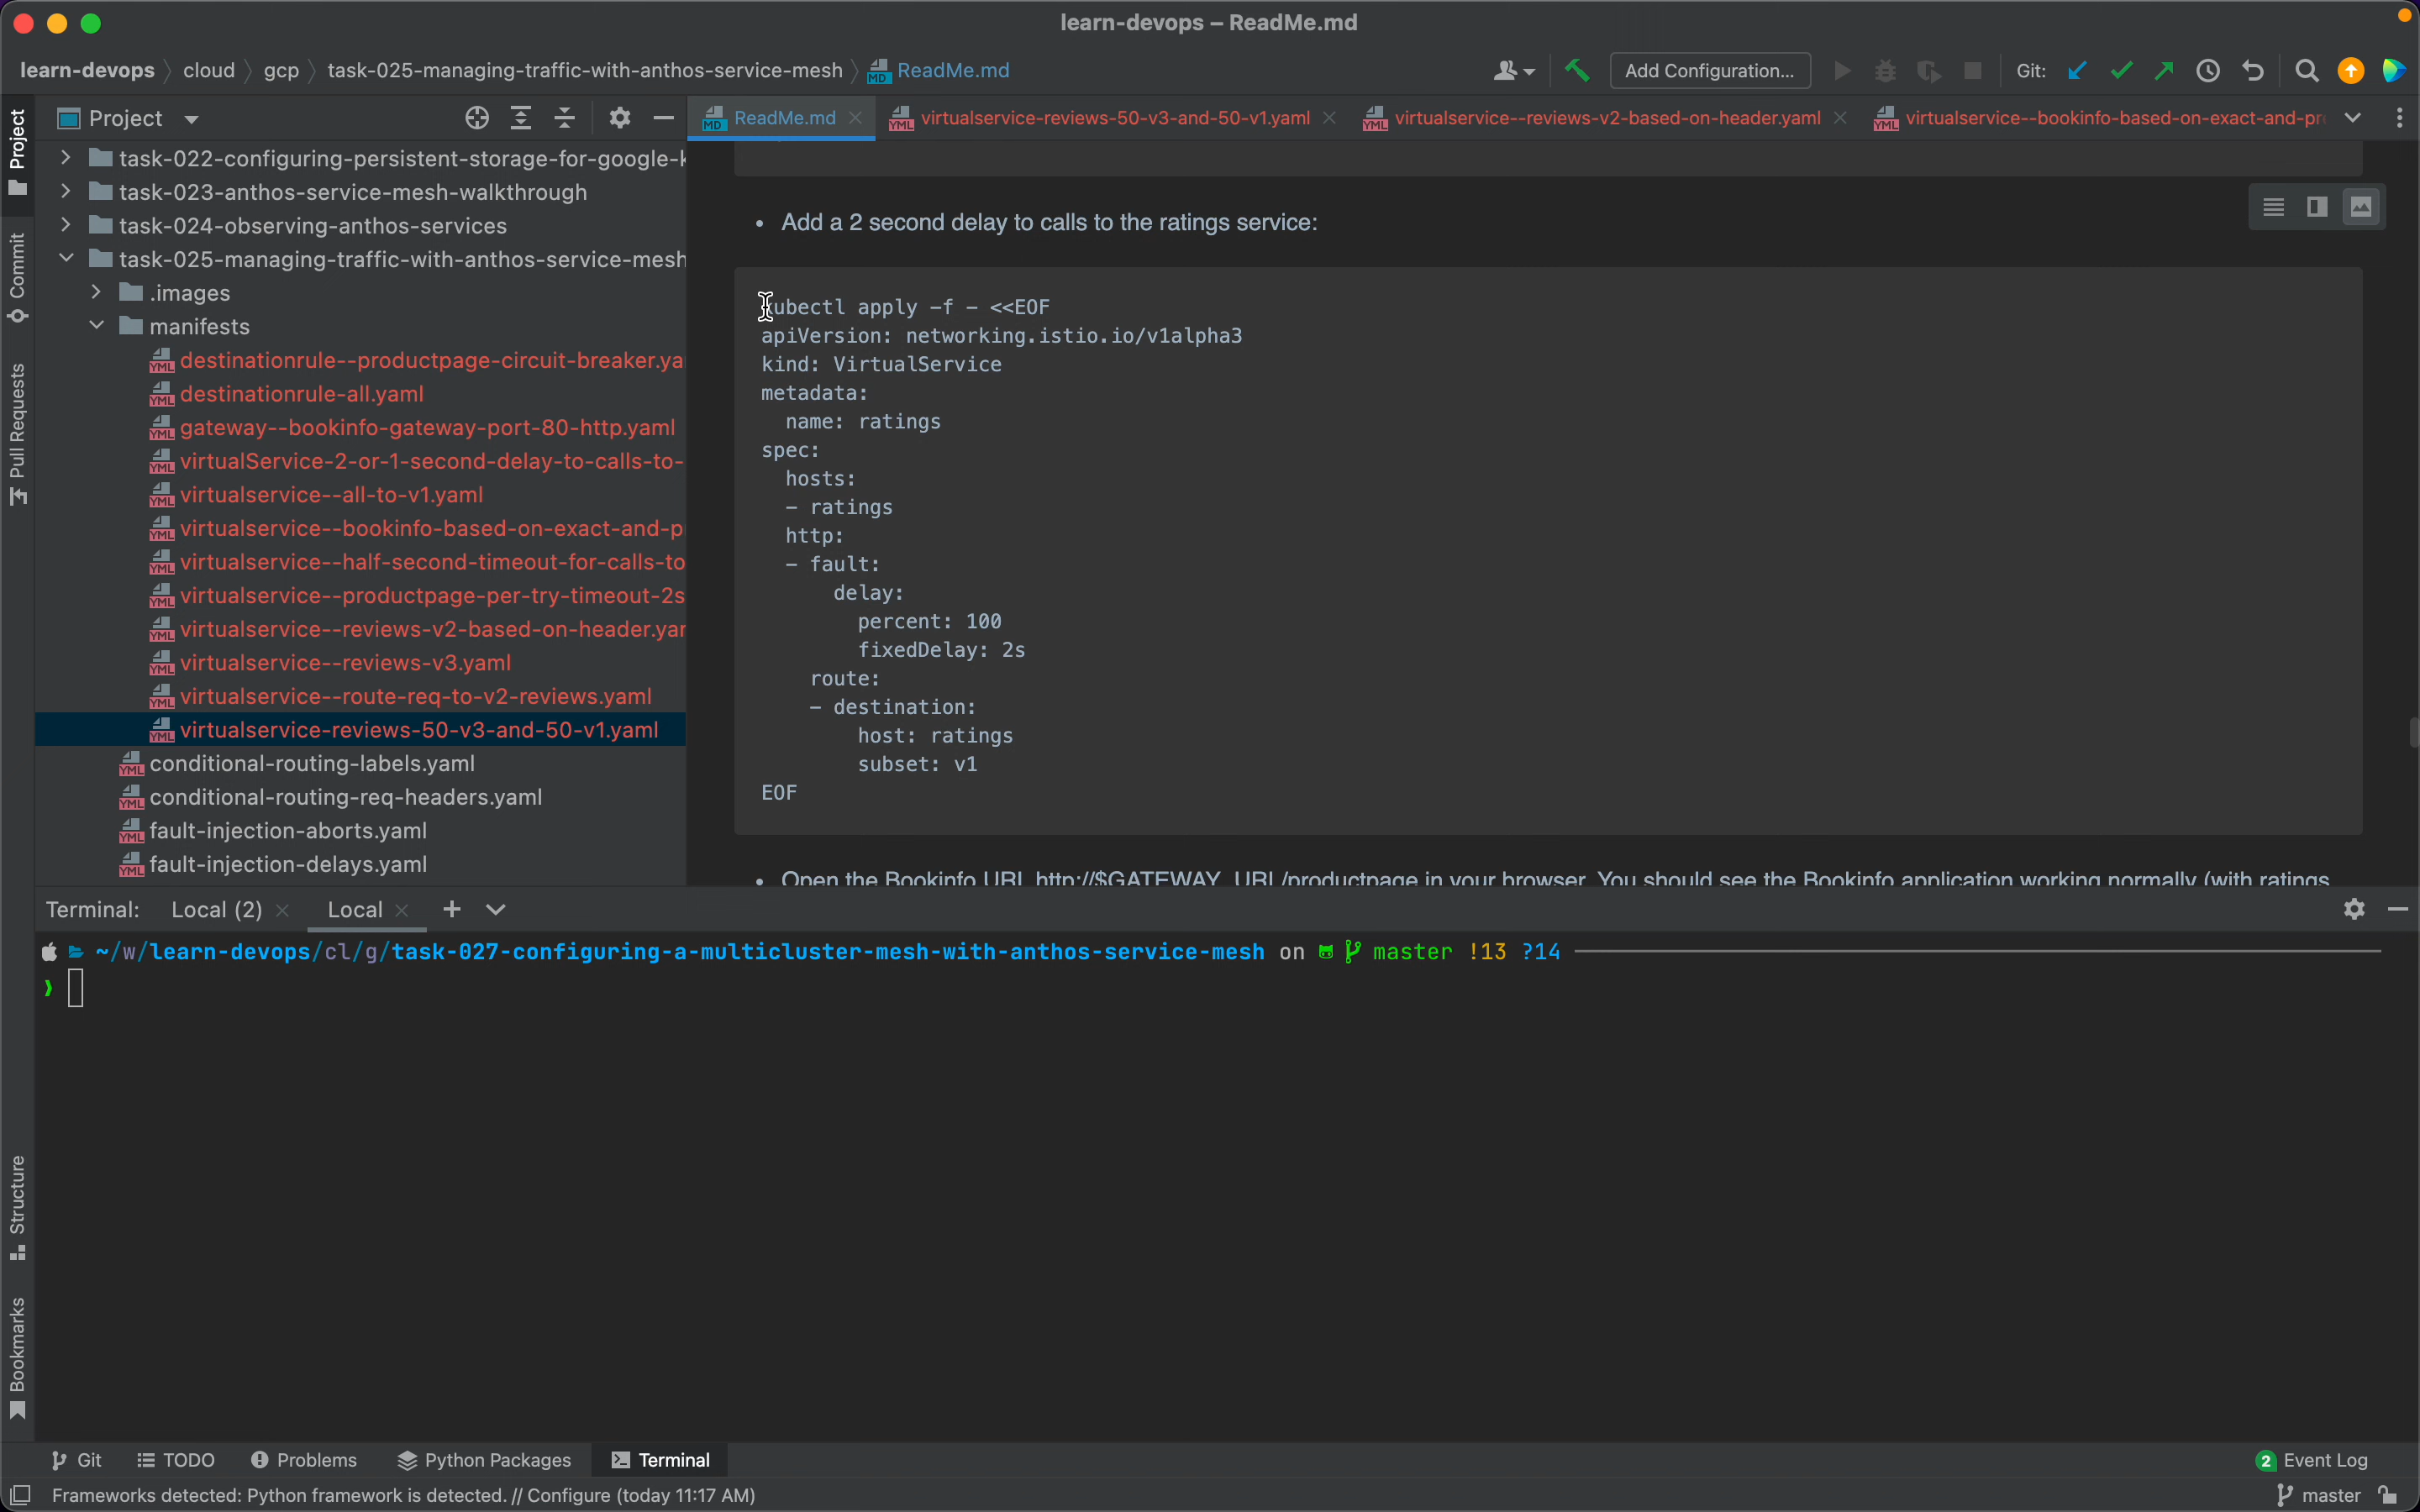 learn-devops – ReadMe.md
learn-devops cloud gcp task-025-managing-traffic-with-anthos-service-mesh ReadMe.md
Add Configuration... Git:
Project
ReadMe.md virtualservice-reviews-50-v3-and-50-v1.yaml virtualservice--reviews-v2-based-on-header.yaml virtualservice--bookinfo-based-on-exact-and-pr
Project
Commit
Pull Requests
Structure
Bookmarks
task-022-configuring-persistent-storage-for-google-k
task-023-anthos-service-mesh-walkthrough
task-024-observing-anthos-services
task-025-managing-traffic-with-anthos-service-mesh
.images
manifests
destinationrule--productpage-circuit-breaker.ya
destinationrule-all.yaml
gateway--bookinfo-gateway-port-80-http.yaml
virtualService-2-or-1-second-delay-to-calls-to-
virtualservice--all-to-v1.yaml
virtualservice--bookinfo-based-on-exact-and-p
virtualservice--half-second-timeout-for-calls-to
virtualservice--productpage-per-try-timeout-2s
virtualservice--reviews-v2-based-on-header.yar
virtualservice--reviews-v3.yaml
virtualservice--route-req-to-v2-reviews.yaml
virtualservice-reviews-50-v3-and-50-v1.yaml
conditional-routing-labels.yaml
conditional-routing-req-headers.yaml
fault-injection-aborts.yaml
fault-injection-delays.yaml
• Add a 2 second delay to calls to the ratings service:
kubectl apply -f - <<EOF
apiVersion: networking.istio.io/v1alpha3
kind: VirtualService
metadata:
  name: ratings
spec:
  hosts:
  - ratings
  http:
  - fault:
      delay:
        percent: 100
        fixedDelay: 2s
    route:
    - destination:
        host: ratings
        subset: v1
EOF
• Open the Bookinfo URL http://$GATEWAY_URL/productpage in your browser. You should see the Bookinfo application working normally (with ratings
Terminal: Local (2) Local
~/w/learn-devops/cl/g/task-027-configuring-a-multicluster-mesh-with-anthos-service-mesh on master !13 ?14
❯
Git TODO Problems Python Packages Terminal 2 Event Log
Frameworks detected: Python framework is detected. // Configure (today 11:17 AM) master